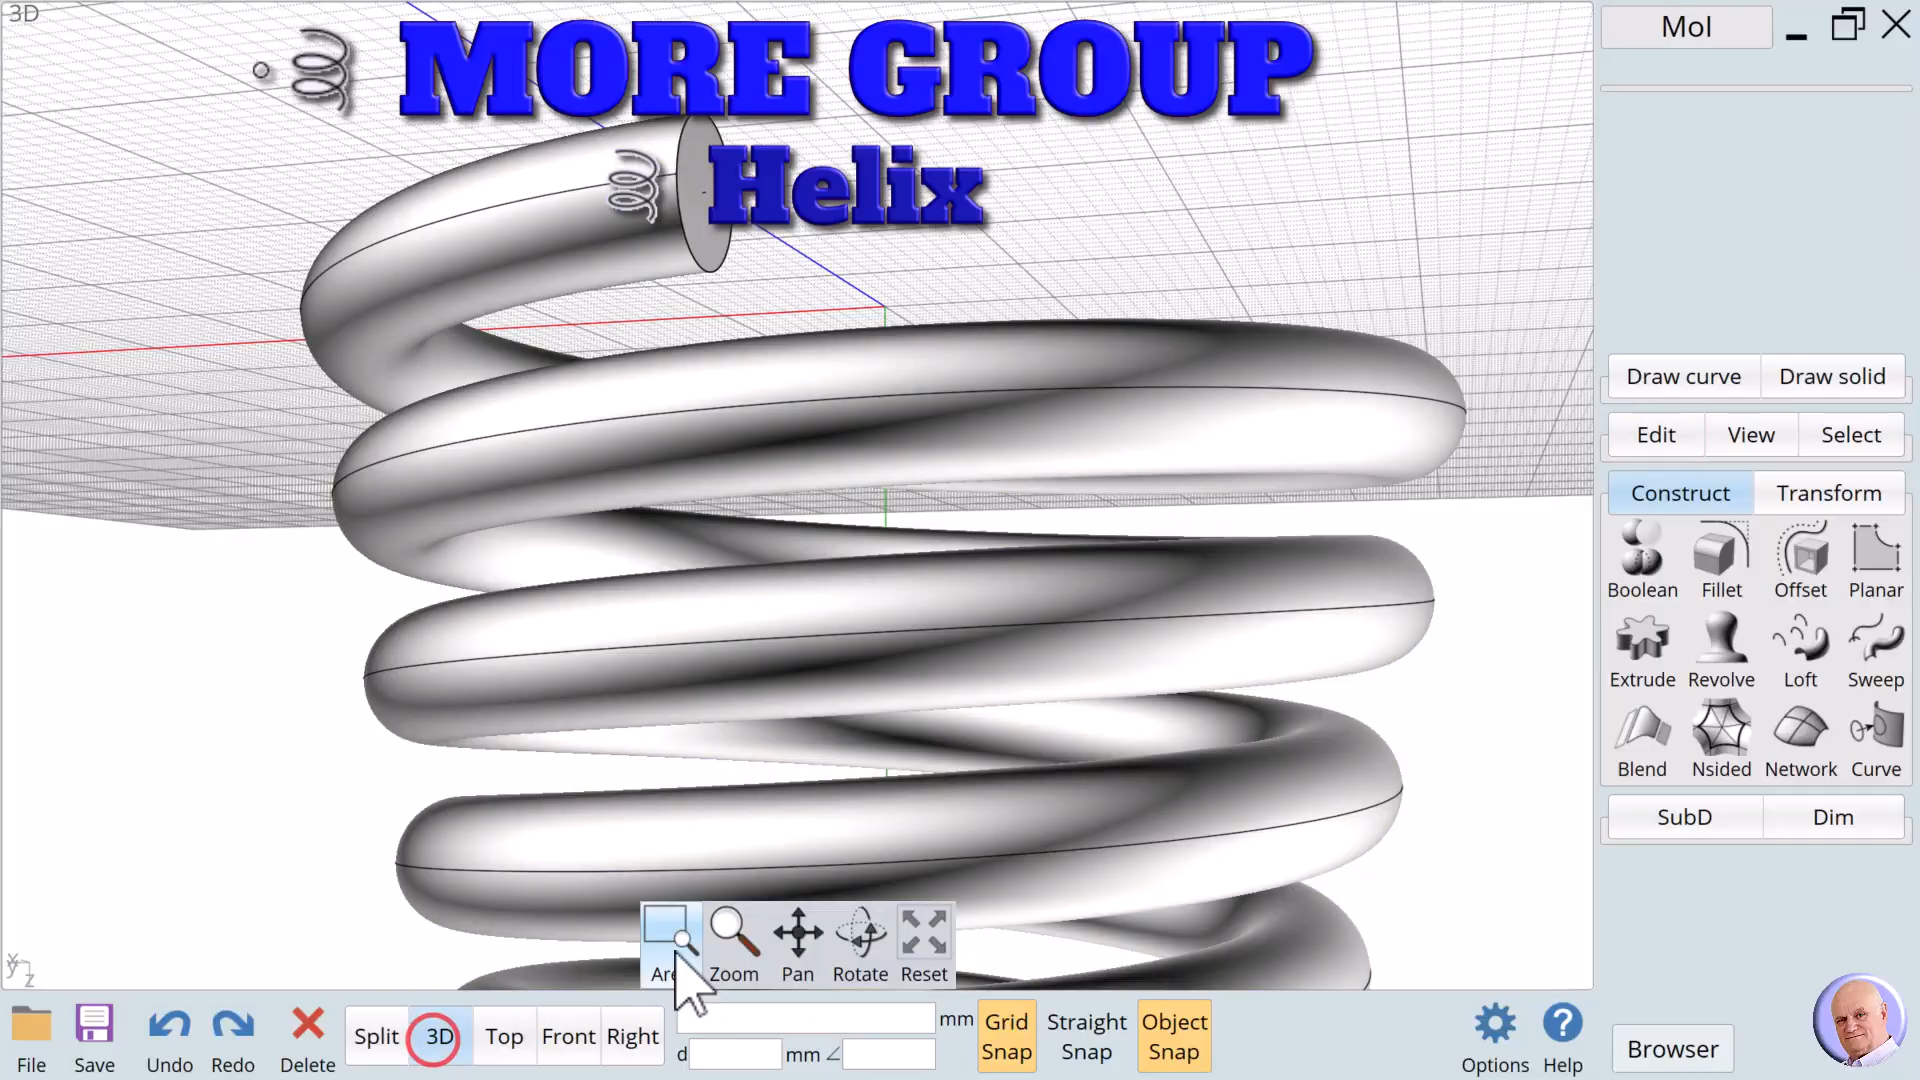 3D
MORE GROUP
Helix
MoI
Draw curve Draw solid
Edit View Select
Construct Transform
Boolean Fillet Offset Planar
Extrude Revolve Loft Sweep
Blend Nsided Network Curve
SubD Dim
Zoom Pan Rotate Reset
x y z
File Save Undo Redo Delete
Split 3D Top Front Right
mm
d mm ∠
Grid Snap
Straight Snap
Object Snap
Options Help
Browser